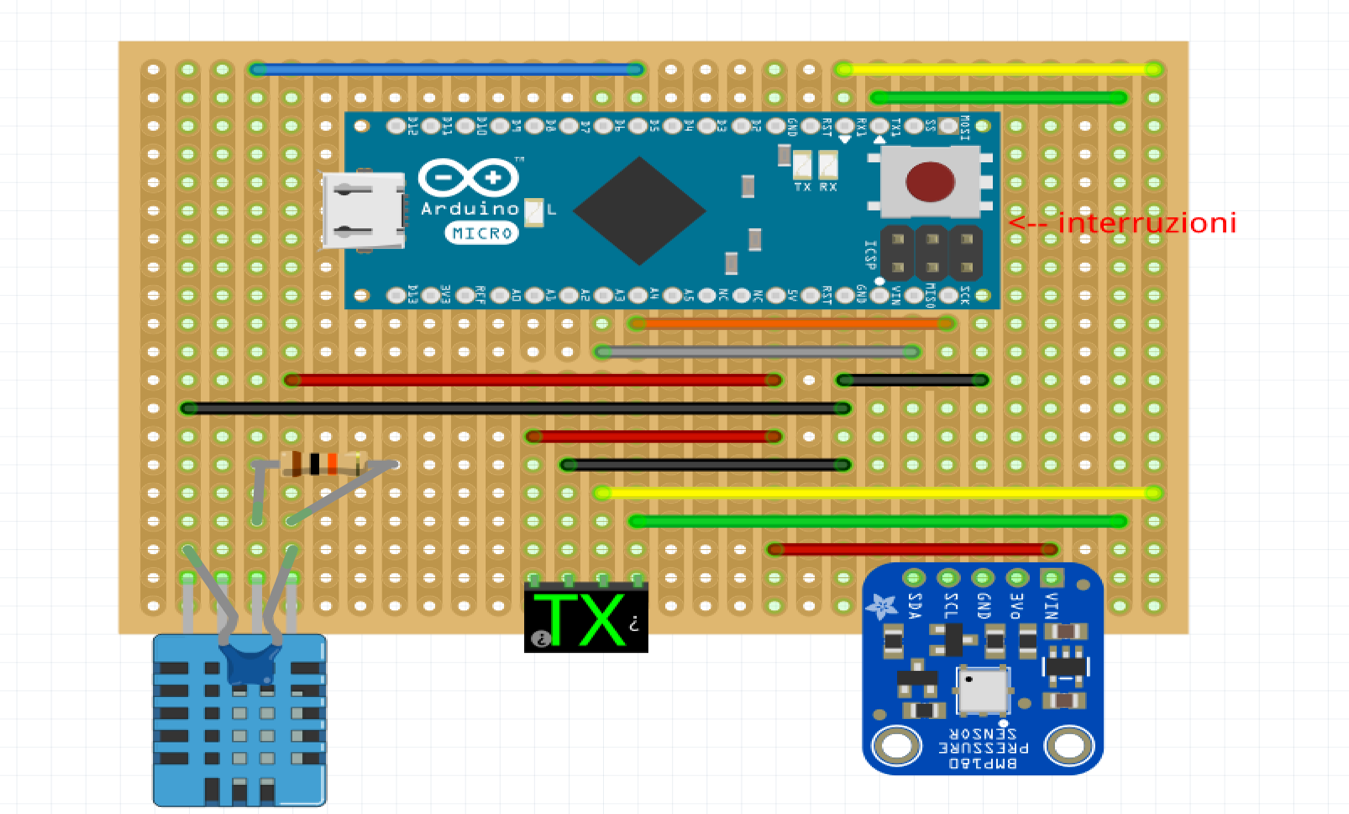 D12 D11 D10 D9 D8 D7 D6 D5 D4 D3 D2 GND RST RX1 TX1 SS MOSI
TM
TX RX
Arduino
MICRO
L
ICSP
<-- interruzioni
D13 3V3 REF A0 A1 A2 A3 A4 A5 NC NC 5V RST GND VIN MISO SCK
TX
SDA SCL GND 3Vo VIN
BMP180
PRESSURE
SENSOR